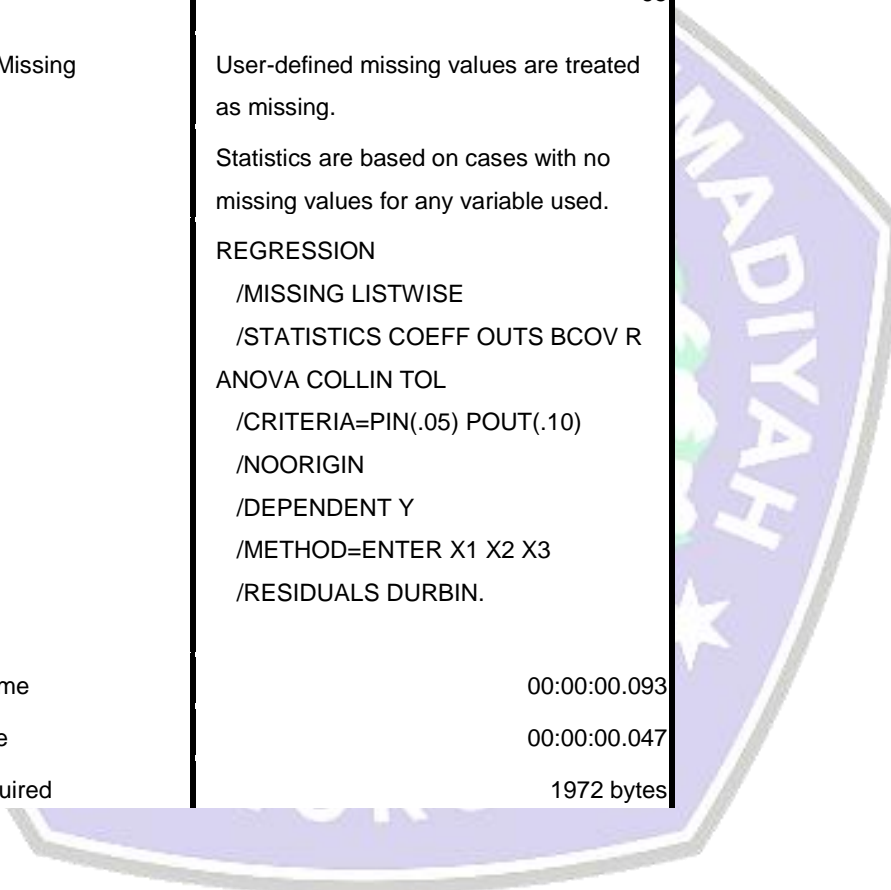 Missing
User-defined missing values are treated
as missing.
Statistics are based on cases with no
missing values for any variable used.
REGRESSION
/MISSING LISTWISE
/STATISTICS COEFF OUTS BCOV R
ANOVA COLLIN TOL
/CRITERIA=PIN(.05) POUT(.10)
/NOORIGIN
/DEPENDENT Y
/METHOD=ENTER X1 X2 X3
/RESIDUALS DURBIN.
00:00:00.093
00:00:00.047
1972 bytes
MADIYAH